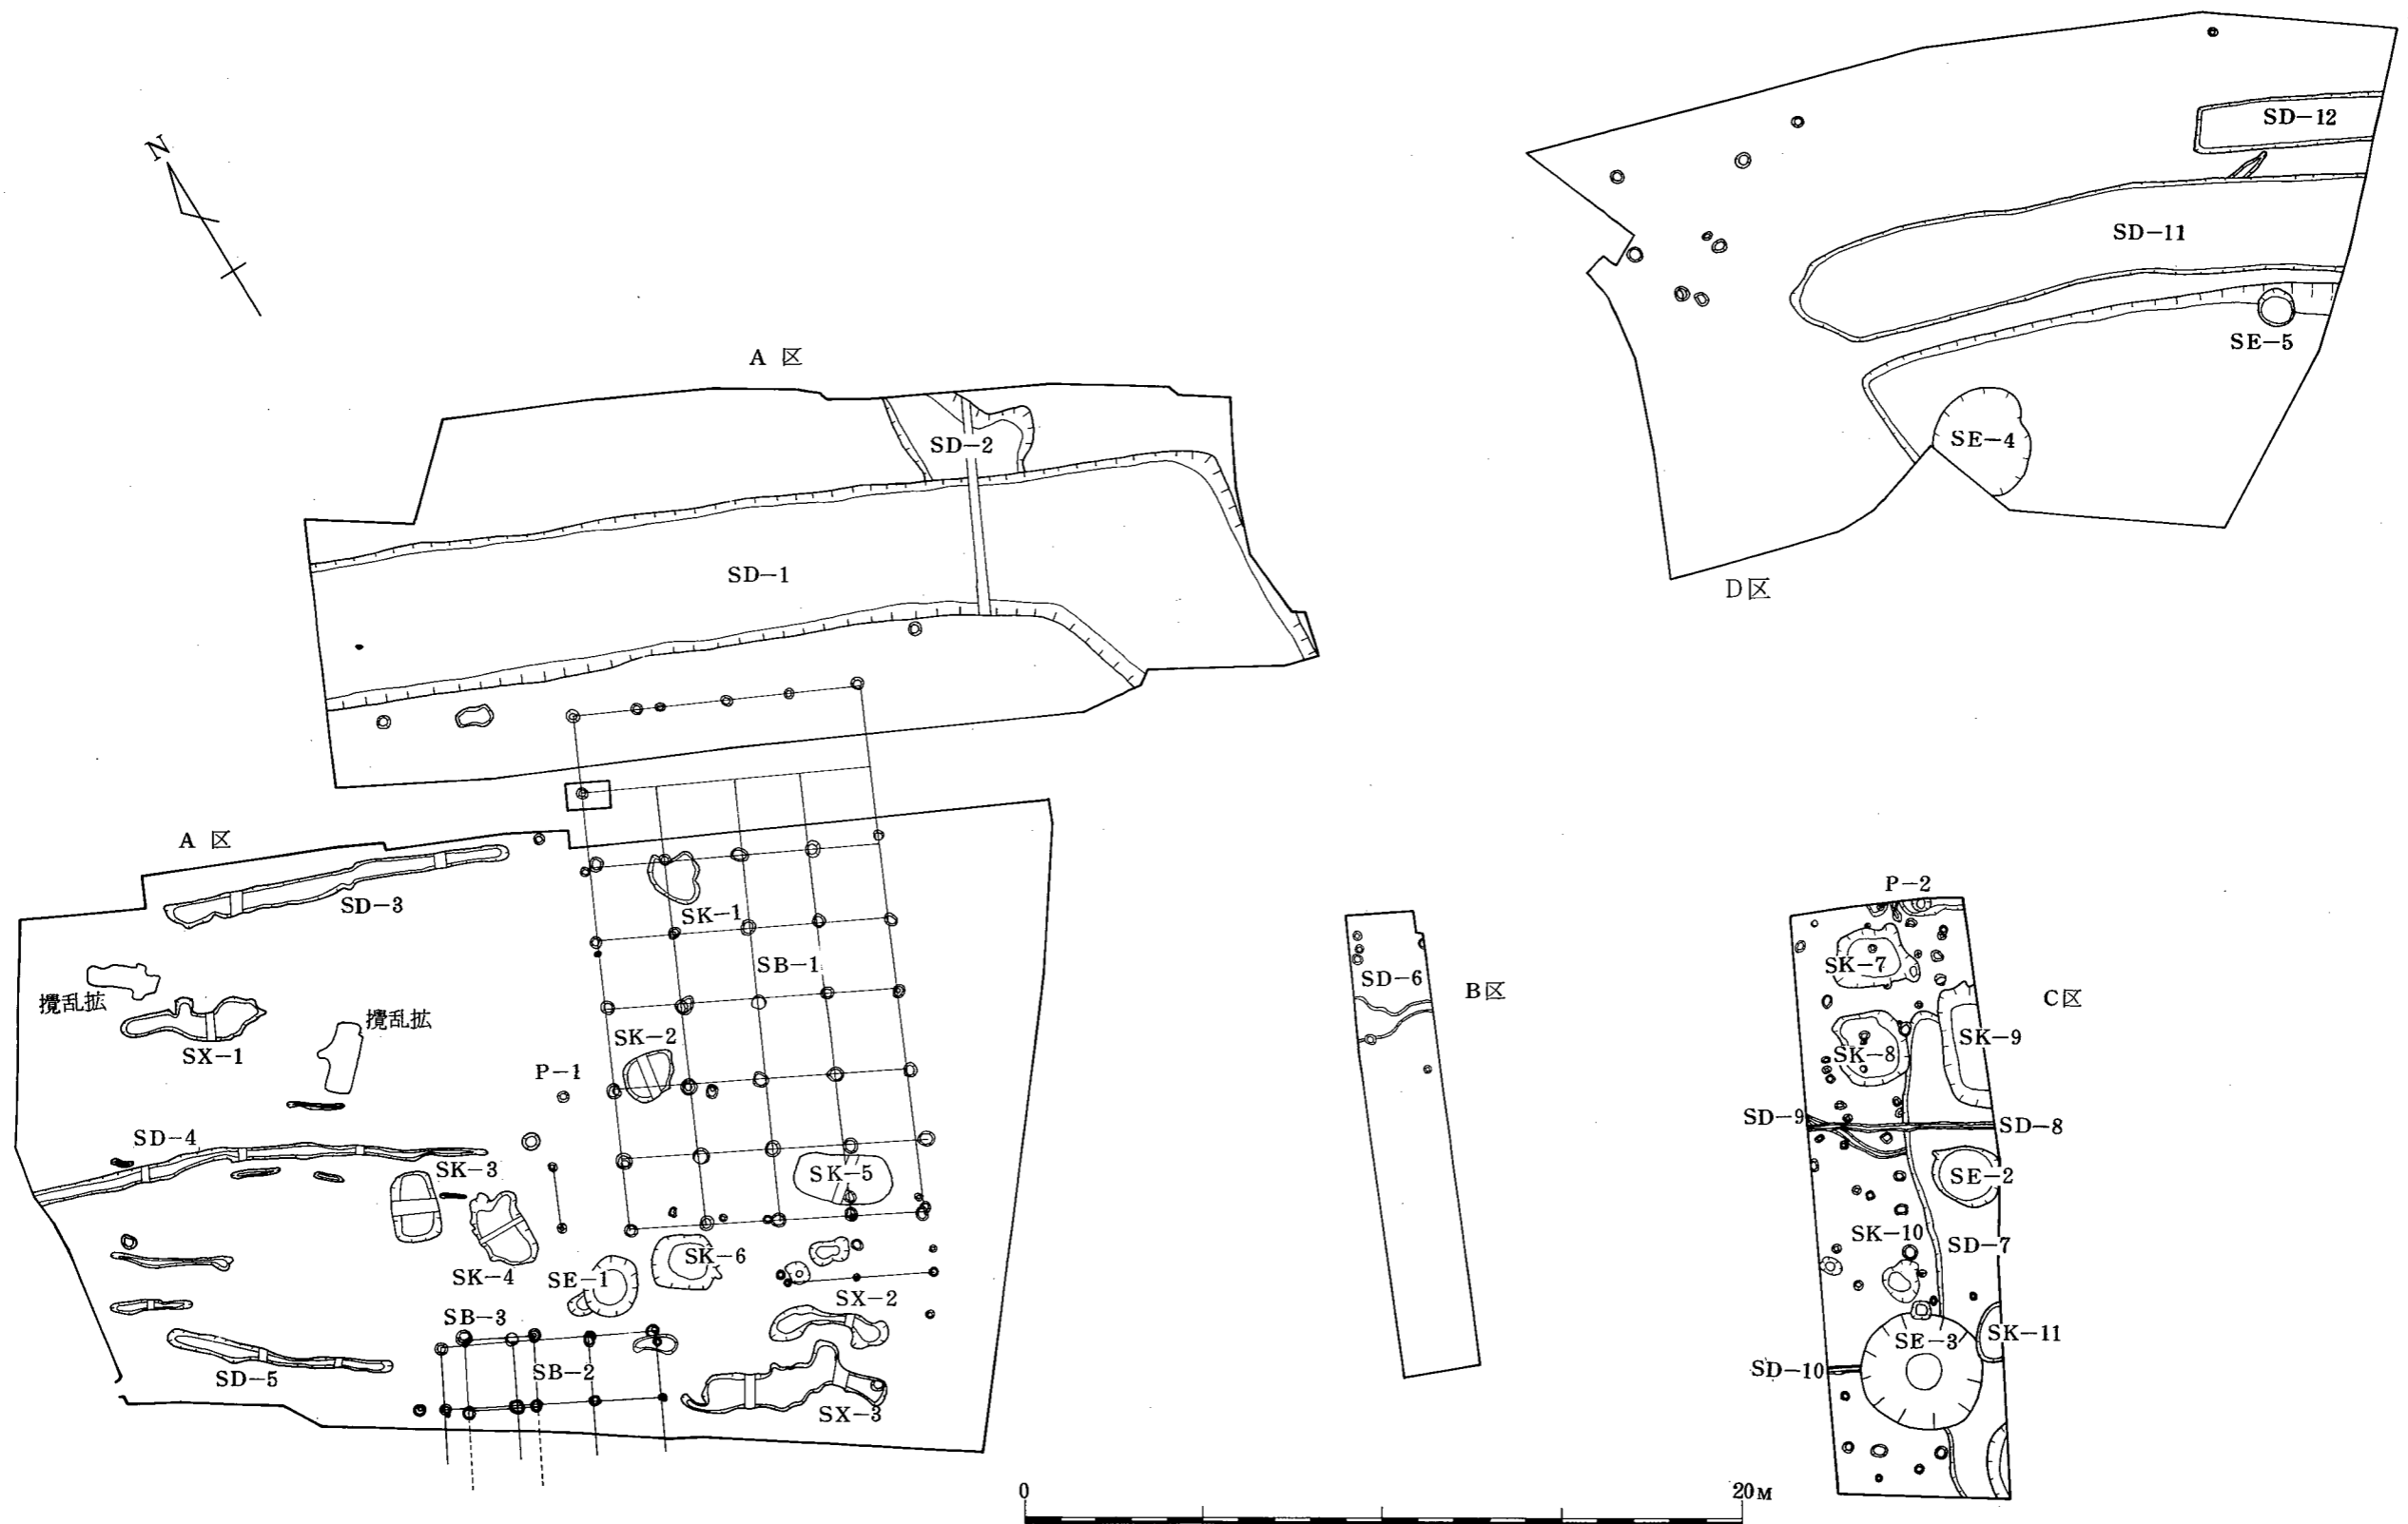 N
SD-12
SD-11
SE-5
SE-4
D区
A 区
SD-2
SD-1
A 区
SD-3
SK-1
SB-1
攪乱拡
SX-1
攪乱拡
SK-2
P-1
SD-4
SK-3
SK-5
SK-4
SE-1
SK-6
SX-2
SB-3
SB-2
SD-5
SX-3
SD-6
B区
P-2
SK-7
C区
SK-9
SK-8
SD-9
SD-8
SE-2
SK-10
SD-7
SE-3
SK-11
SD-10
0
20M